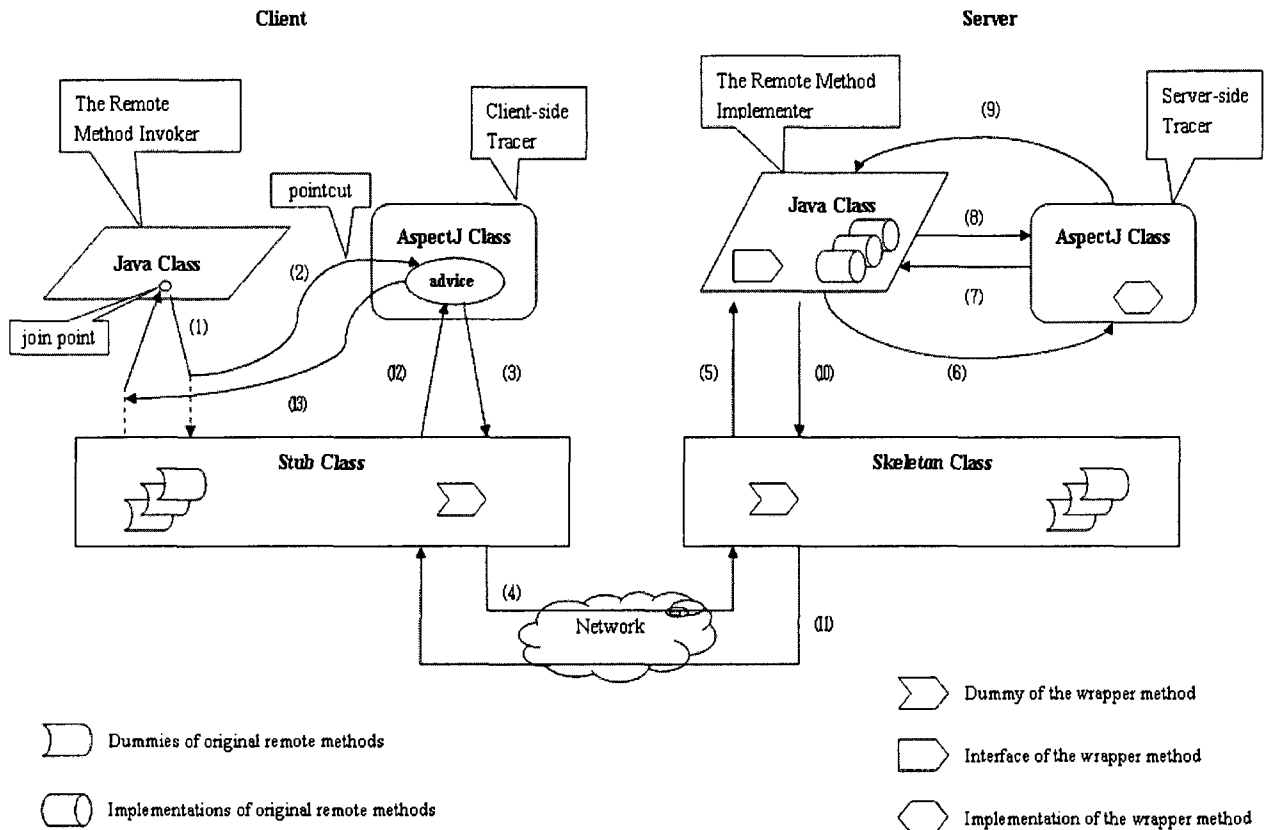 Client
Server
The Remote
Method Invoker
Client-side
Tracer
The Remote Method
Implementer
Server-side
Tracer
(9)
pointcut
Java Class
(8)
AspectJ Class
AspectJ Class
Java Class
(2)
advice
(7)
join point
(1)
(12)
(3)
(5)
(10)
(6)
(13)
Stub Class
Skeleton Class
(4)
Network
(11)
Dummy of the wrapper method
Dummies of original remote methods
Interface of the wrapper method
Implementations of original remote methods
Implementation of the wrapper method